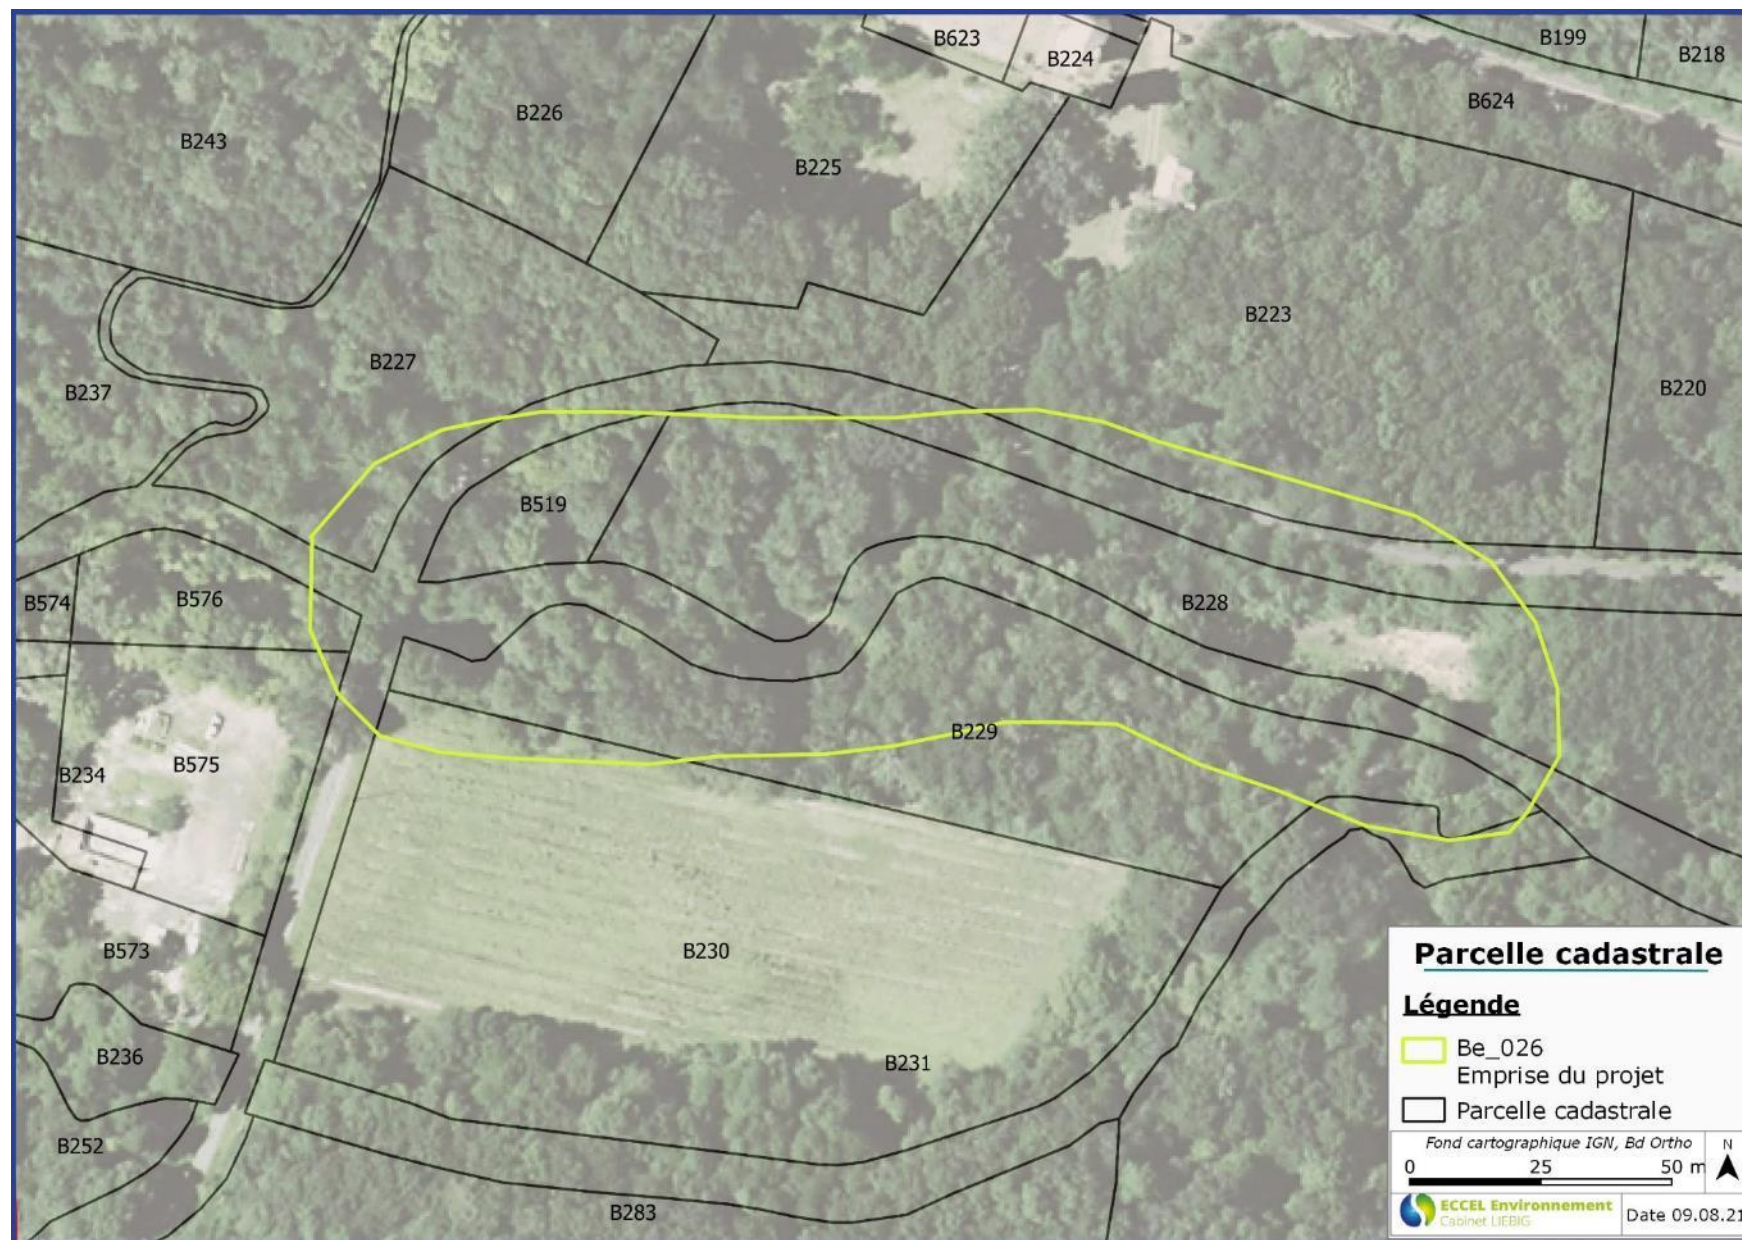 B623
B199
B218
B224
B624
B226
B243
B225
B223
B227
B237
B220
B519
B574
B576
B228
B229
B234
B575
B573
B230
B236
B231
B252
B283
Parcelle cadastrale
Légende
Be_026
Emprise du projet
Parcelle cadastrale
Fond cartographique IGN, Bd Ortho
N
0 25 50 m
ECCEL Environnement
Cabinet LIEBIG
Date 09.08.21